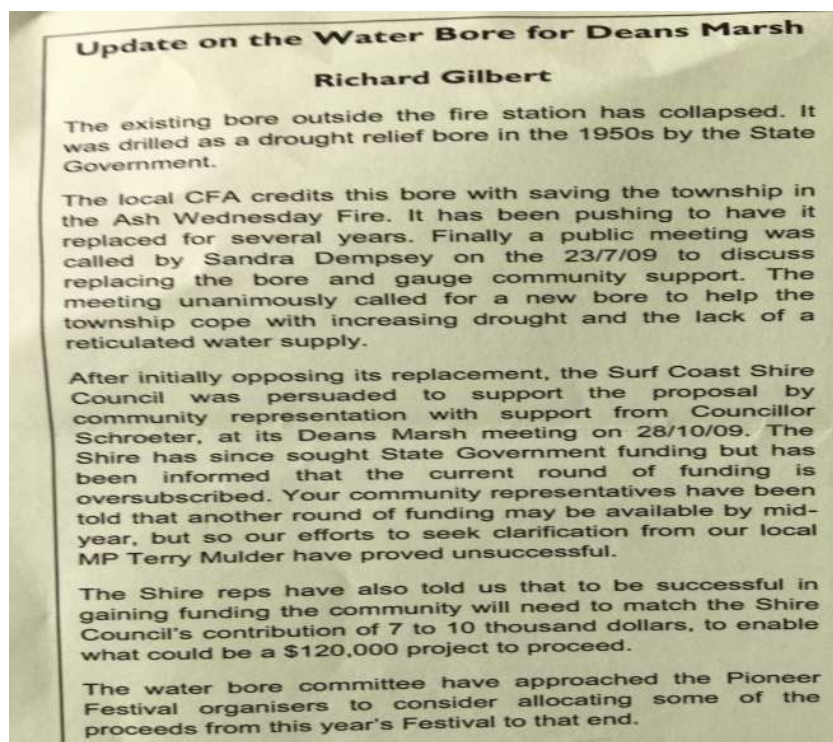 Update on the Water Bore for Deans Marsh
Richard Gilbert
The existing bore outside the fire station has collapsed. It
was drilled as a drought relief bore in the 1950s by the State
Government.
The local CFA credits this bore with saving the township in
the Ash Wednesday Fire. It has been pushing to have it
replaced for several years. Finally a public meeting was
called by Sandra Dempsey on the 23/7/09 to discuss
replacing the bore and gauge community support. The
meeting unanimously called for a new bore to help the
township cope with increasing drought and the lack of a
reticulated water supply.
After initially opposing its replacement, the Surf Coast Shire
Council was persuaded to support the proposal by
community representation with support from Councillor
Schroeter, at its Deans Marsh meeting on 28/10/09. The
Shire has since sought State Government funding but has
been informed that the current round of funding is
oversubscribed. Your community representatives have been
told that another round of funding may be available by mid-
year, but so our efforts to seek clarification from our local
MP Terry Mulder have proved unsuccessful.
The Shire reps have also told us that to be successful in
gaining funding the community will need to match the Shire
Council's contribution of 7 to 10 thousand dollars, to enable
what could be a $120,000 project to proceed.
The water bore committee have approached the Pioneer
Festival organisers to consider allocating some of the
proceeds from this year's Festival to that end.